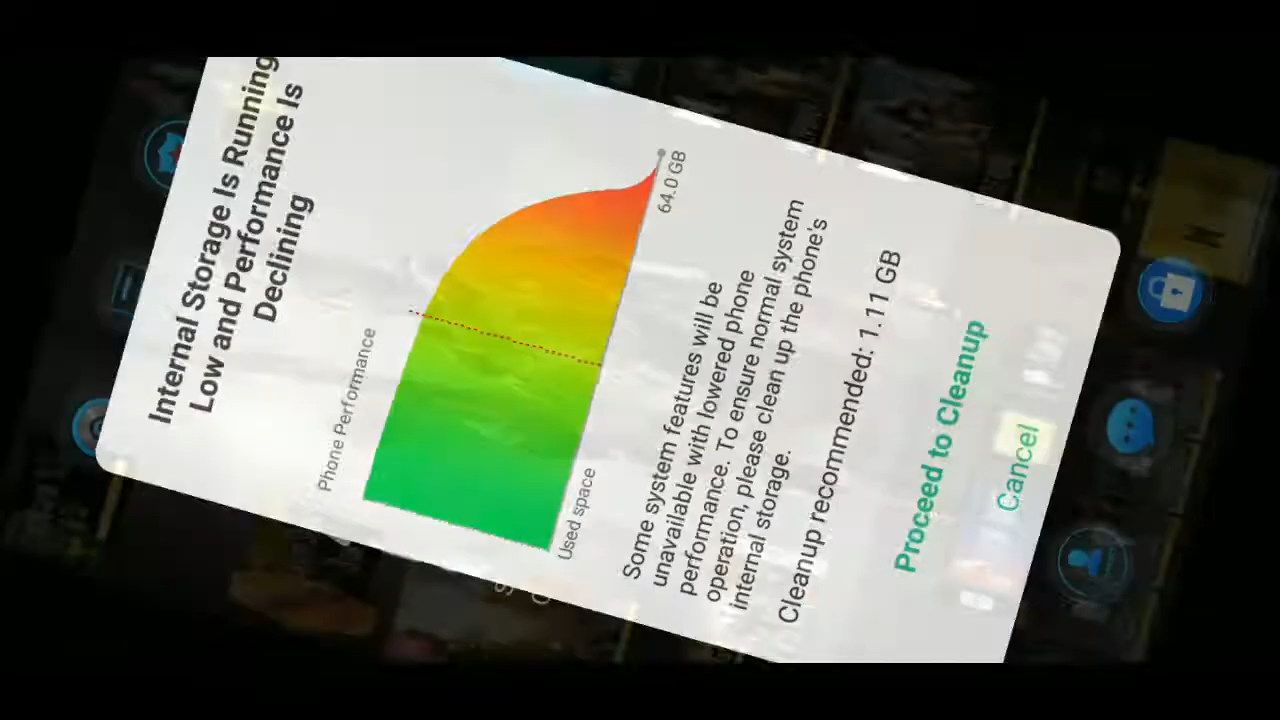 Internal Storage Is Running
Low and Performance Is
Declining
Phone Performance
64.0 GB
Used space
Some system features will be
unavailable with lowered phone
performance. To ensure normal system
operation, please clean up the phone's
internal storage.
Cleanup recommended: 1.11 GB
Proceed to Cleanup
Cancel